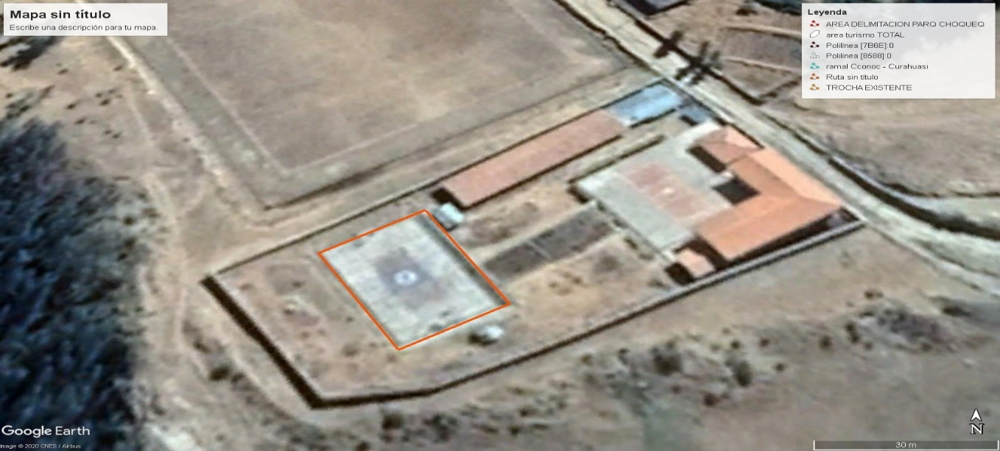 Mapa sin título
Escribe una descripción para tu mapa.
Leyenda
AREA DELIMITACION PARQ CHOQUEQ
area turismo TOTAL
Polilínea [7B6E]:0
Polilínea [8588]:0
ramal Cconoc - Curahuasi
Ruta sin título
TROCHA EXISTENTE
Google Earth
Image © 2020 CNES / Airbus
N
30 m